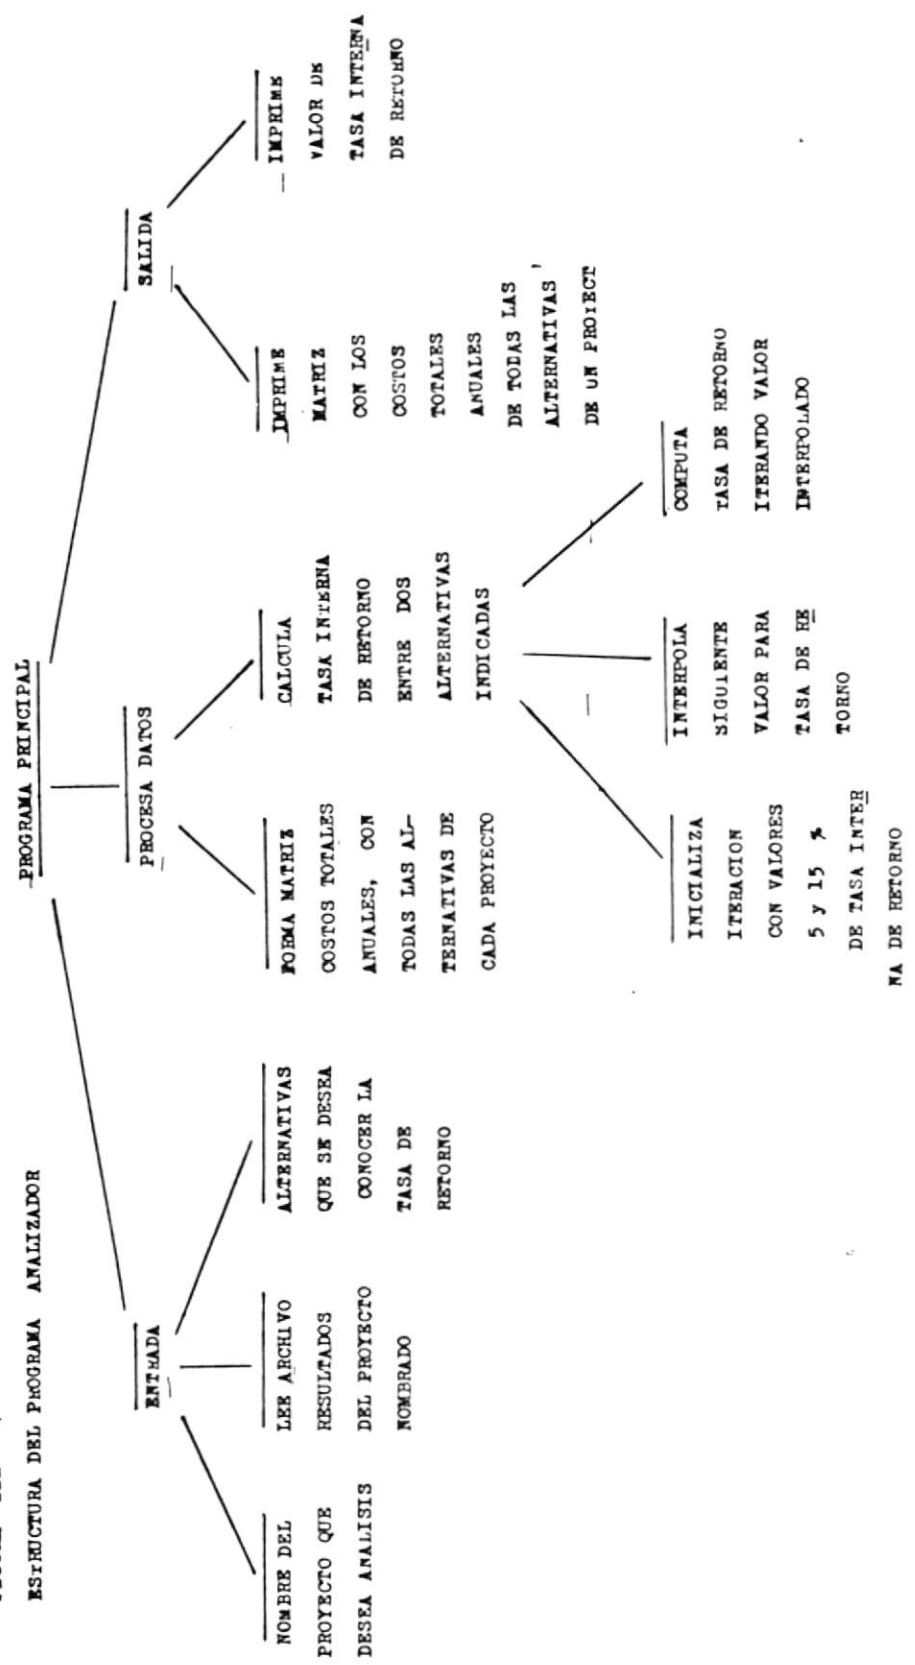 ESTRUCTURA DEL PROGRAMA ANALIZADOR
PROGRAMA PRINCIPAL
ENTRADA
PROCESA DATOS
SALIDA
NOMBRE DEL
PROYECTO QUE
DESEA ANALISIS
LEE ARCHIVO
RESULTADOS
DEL PROYECTO
NOMBRADO
ALTERNATIVAS
QUE SE DESEA
CONOCER LA
TASA DE
RETORNO
FORMA MATRIZ
COSTOS TOTALES
ANUALES, CON
TODAS LAS AL-
TERNATIVAS DE
CADA PROYECTO
CALCULA
TASA INTERNA
DE RETORNO
ENTRE DOS
ALTERNATIVAS
INDICADAS
IMPRIME
MATRIZ
CON LOS
COSTOS
TOTALES
ANUALES
DE TODAS LAS
ALTERNATIVAS
DE UN PROYECT
IMPRIME
VALOR DE
TASA INTERNA
DE RETORNO
INICIALIZA
ITERACION
CON VALORES
5 y 15 %
DE TASA INTER
NA DE RETORNO
INTERPOLA
SIGUIENTE
VALOR PARA
TASA DE RE
TORNO
COMPUTA
TASA DE RETORNO
ITERANDO VALOR
INTERPOLADO